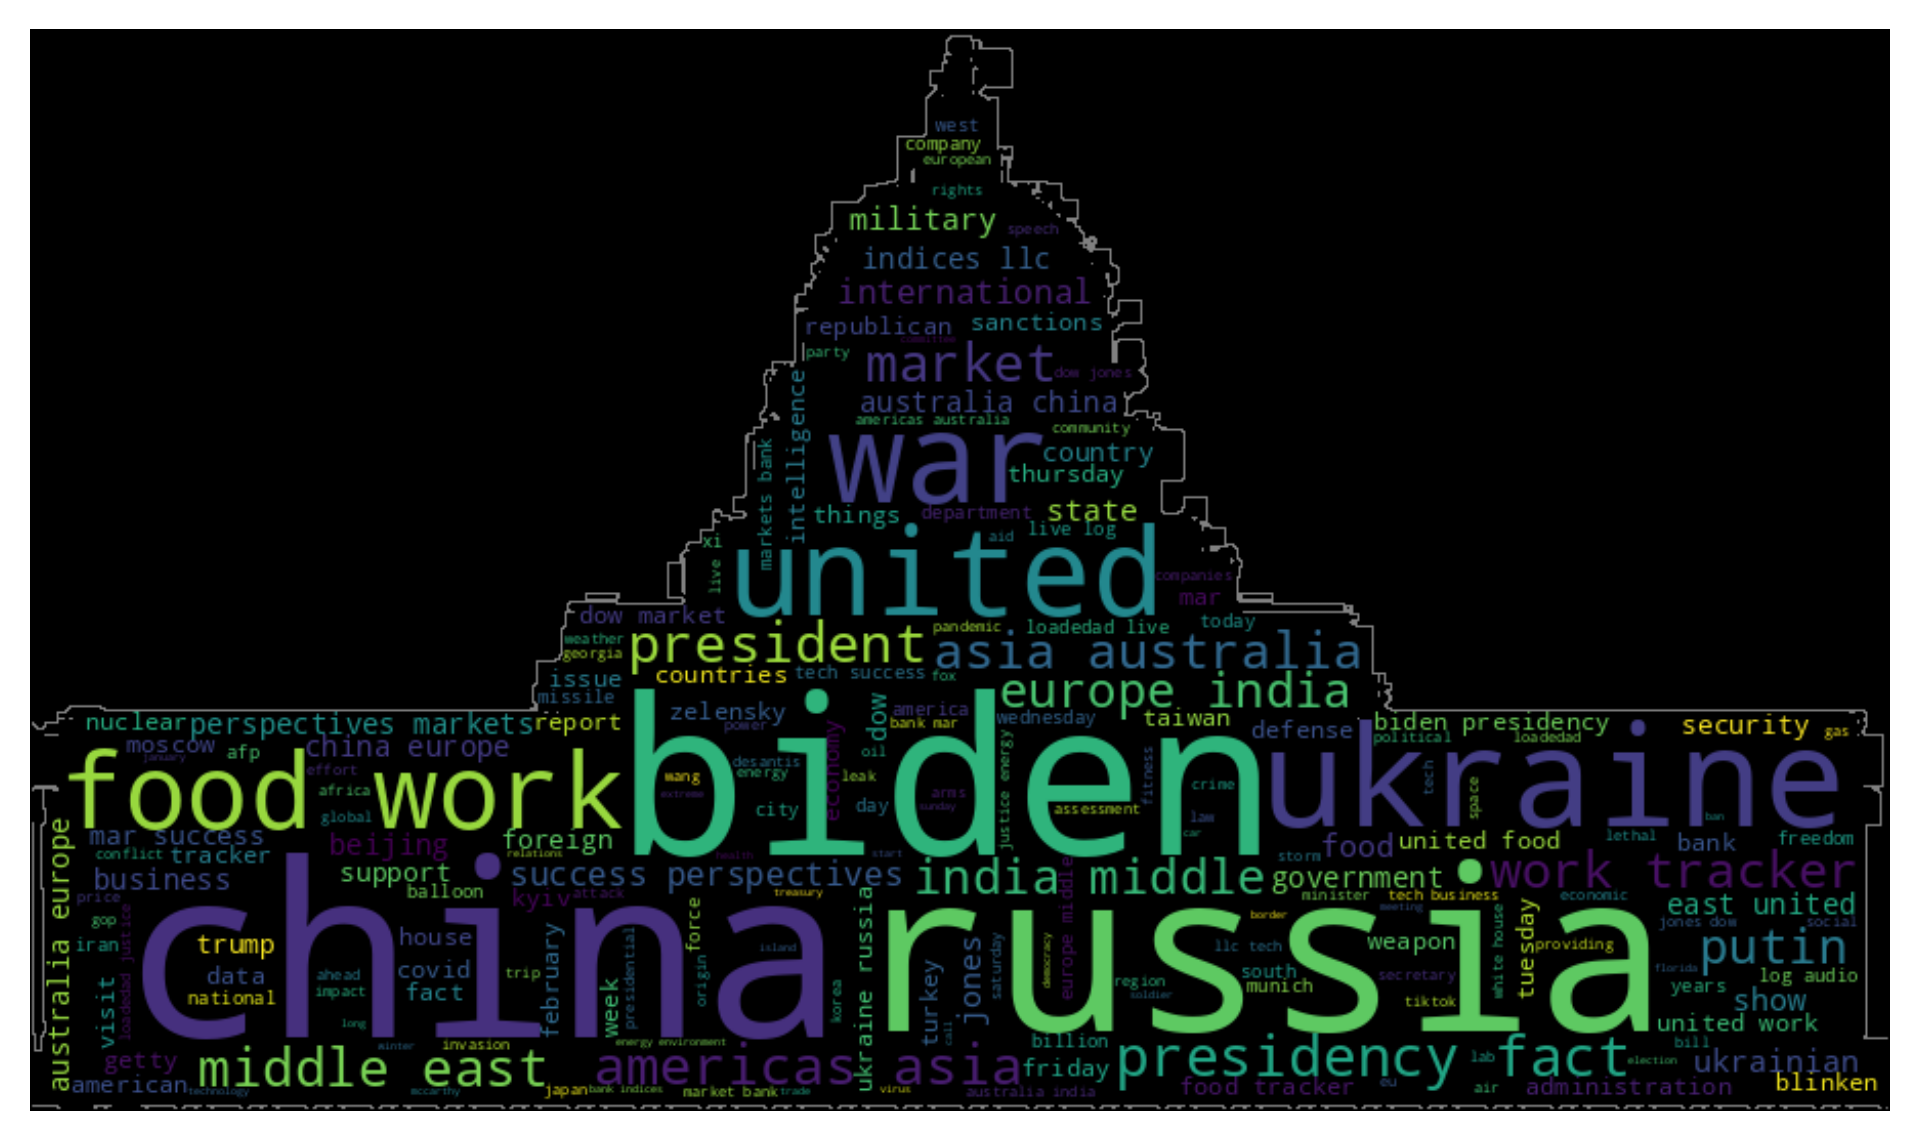 west
company
european
rights
military speech
indices llc
international
republican sanctions
committee
party market dow jones
intelligence australia china
americas australia community
markets bank war country
thursday
things department state
xi aid live log
live united companies
mar
dow market pandemic loadedad live today
weather president asia australia
georgia
issue countries tech success fox europe india
missile
nuclear perspectives markets report zelensky dow america wednesday taiwan biden presidency security
bank mar defense political loadedad gas
moscow afp china europe power economy oil
january food work biden ukraine
effort wang desantis energy leak justice energy fitness crime tech space
africa extreme arms
global city day sunday assessment law ban
australia europe mar success beijing foreign car food united food lethal bank freedom
conflict tracker relations health start storm
business support success perspectives india middle government work tracker
balloon treasury
price china kyiv attack ukraine russia russia europe middle minister tech business economic east united
gop loadedad justice border meeting jones dow social
iran trump house force island jones llc tech weapon white house tuesday providing putin
data covid february trip origin democracy saturday region south secretary florida log audio
ahead
national impact fact week presidential korea turkey soldier munich tiktok years show
visit long call united work
winter invasion energy environment billion bill
getty middle east americas asia friday presidency fact lab election ukrainian
american technology mccarthy japan bank indices market bank trade virus australia india food tracker eu air administration blinken